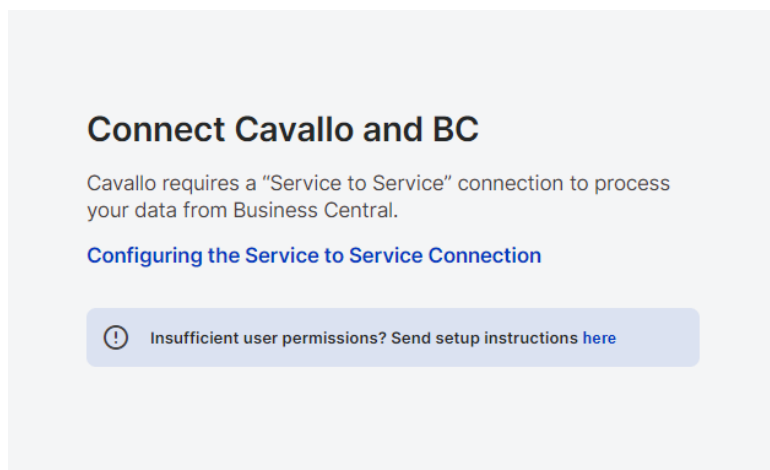 Connect Cavallo and BC
Cavallo requires a “Service to Service” connection to process
your data from Business Central.
Configuring the Service to Service Connection
Insufficient user permissions? Send setup instructions here